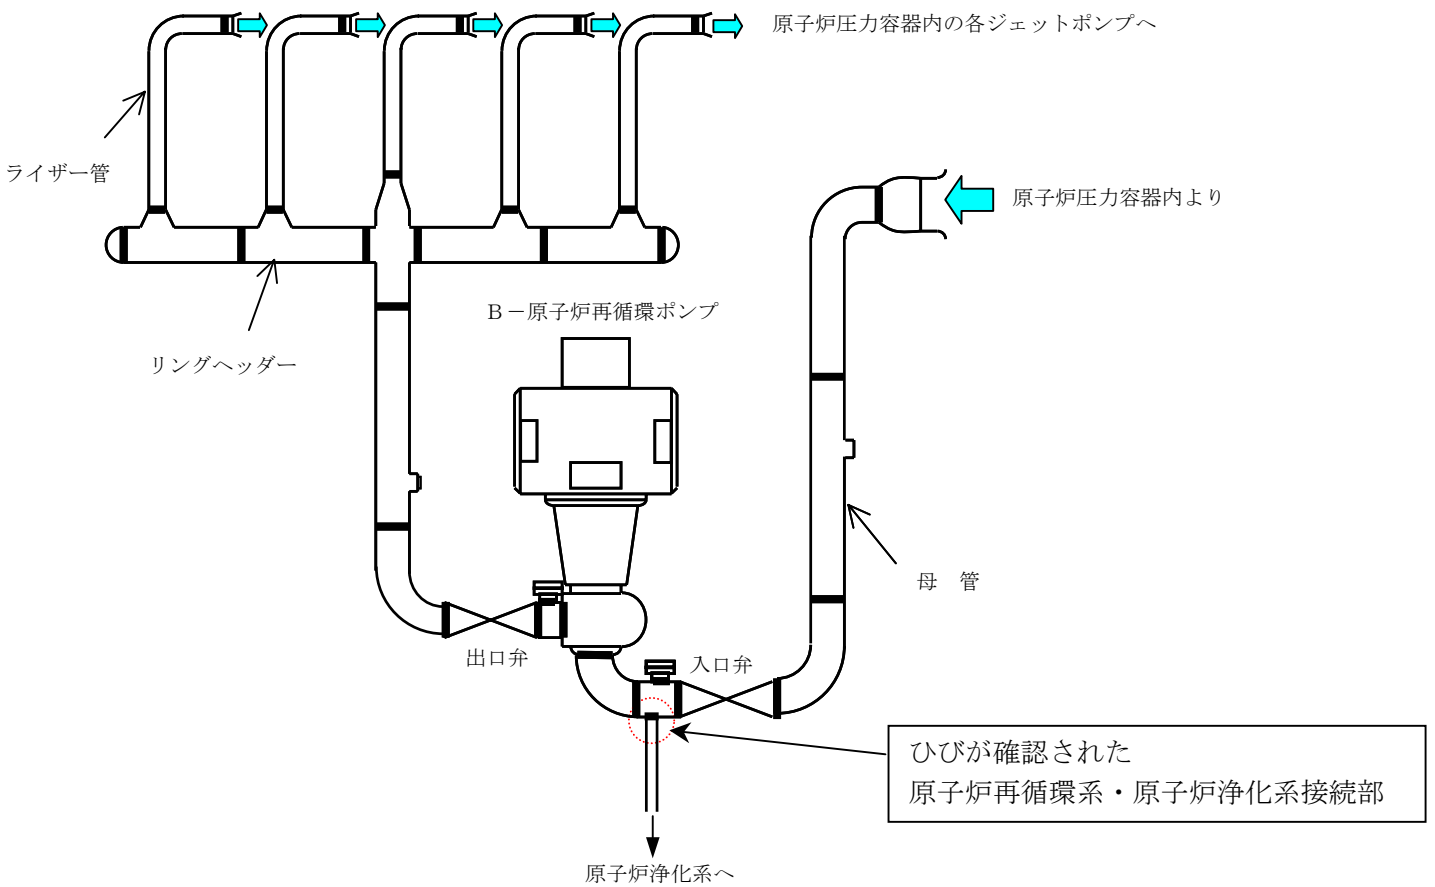 原子炉圧力容器内の各ジェットポンプへ
ライザー管
原子炉圧力容器内より
B－原子炉再循環ポンプ
リングヘッダー
母　管
出口弁
入口弁
ひびが確認された
原子炉再循環系・原子炉浄化系接続部
原子炉浄化系へ